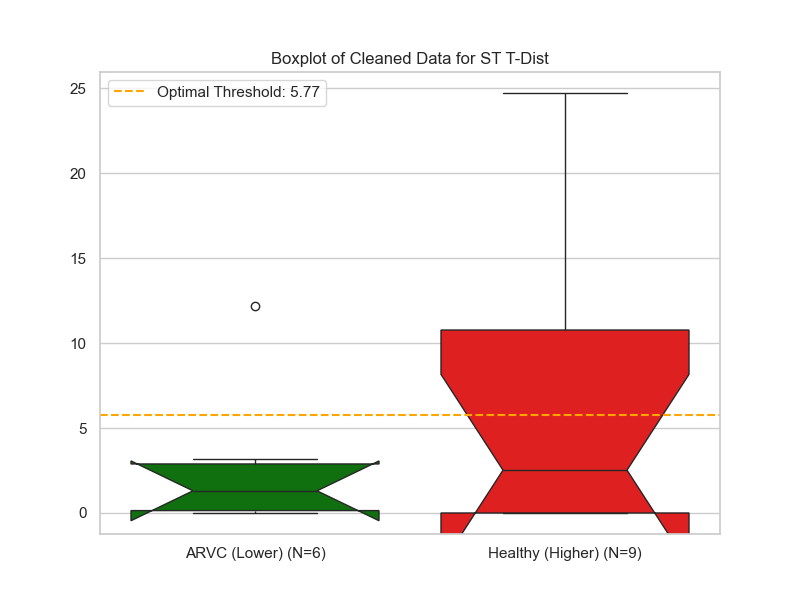 Boxplot of Cleaned Data for ST T-Dist
Optimal Threshold: 5.77
25
20
15
10
5
0
ARVC (Lower) (N=6)
Healthy (Higher) (N=9)